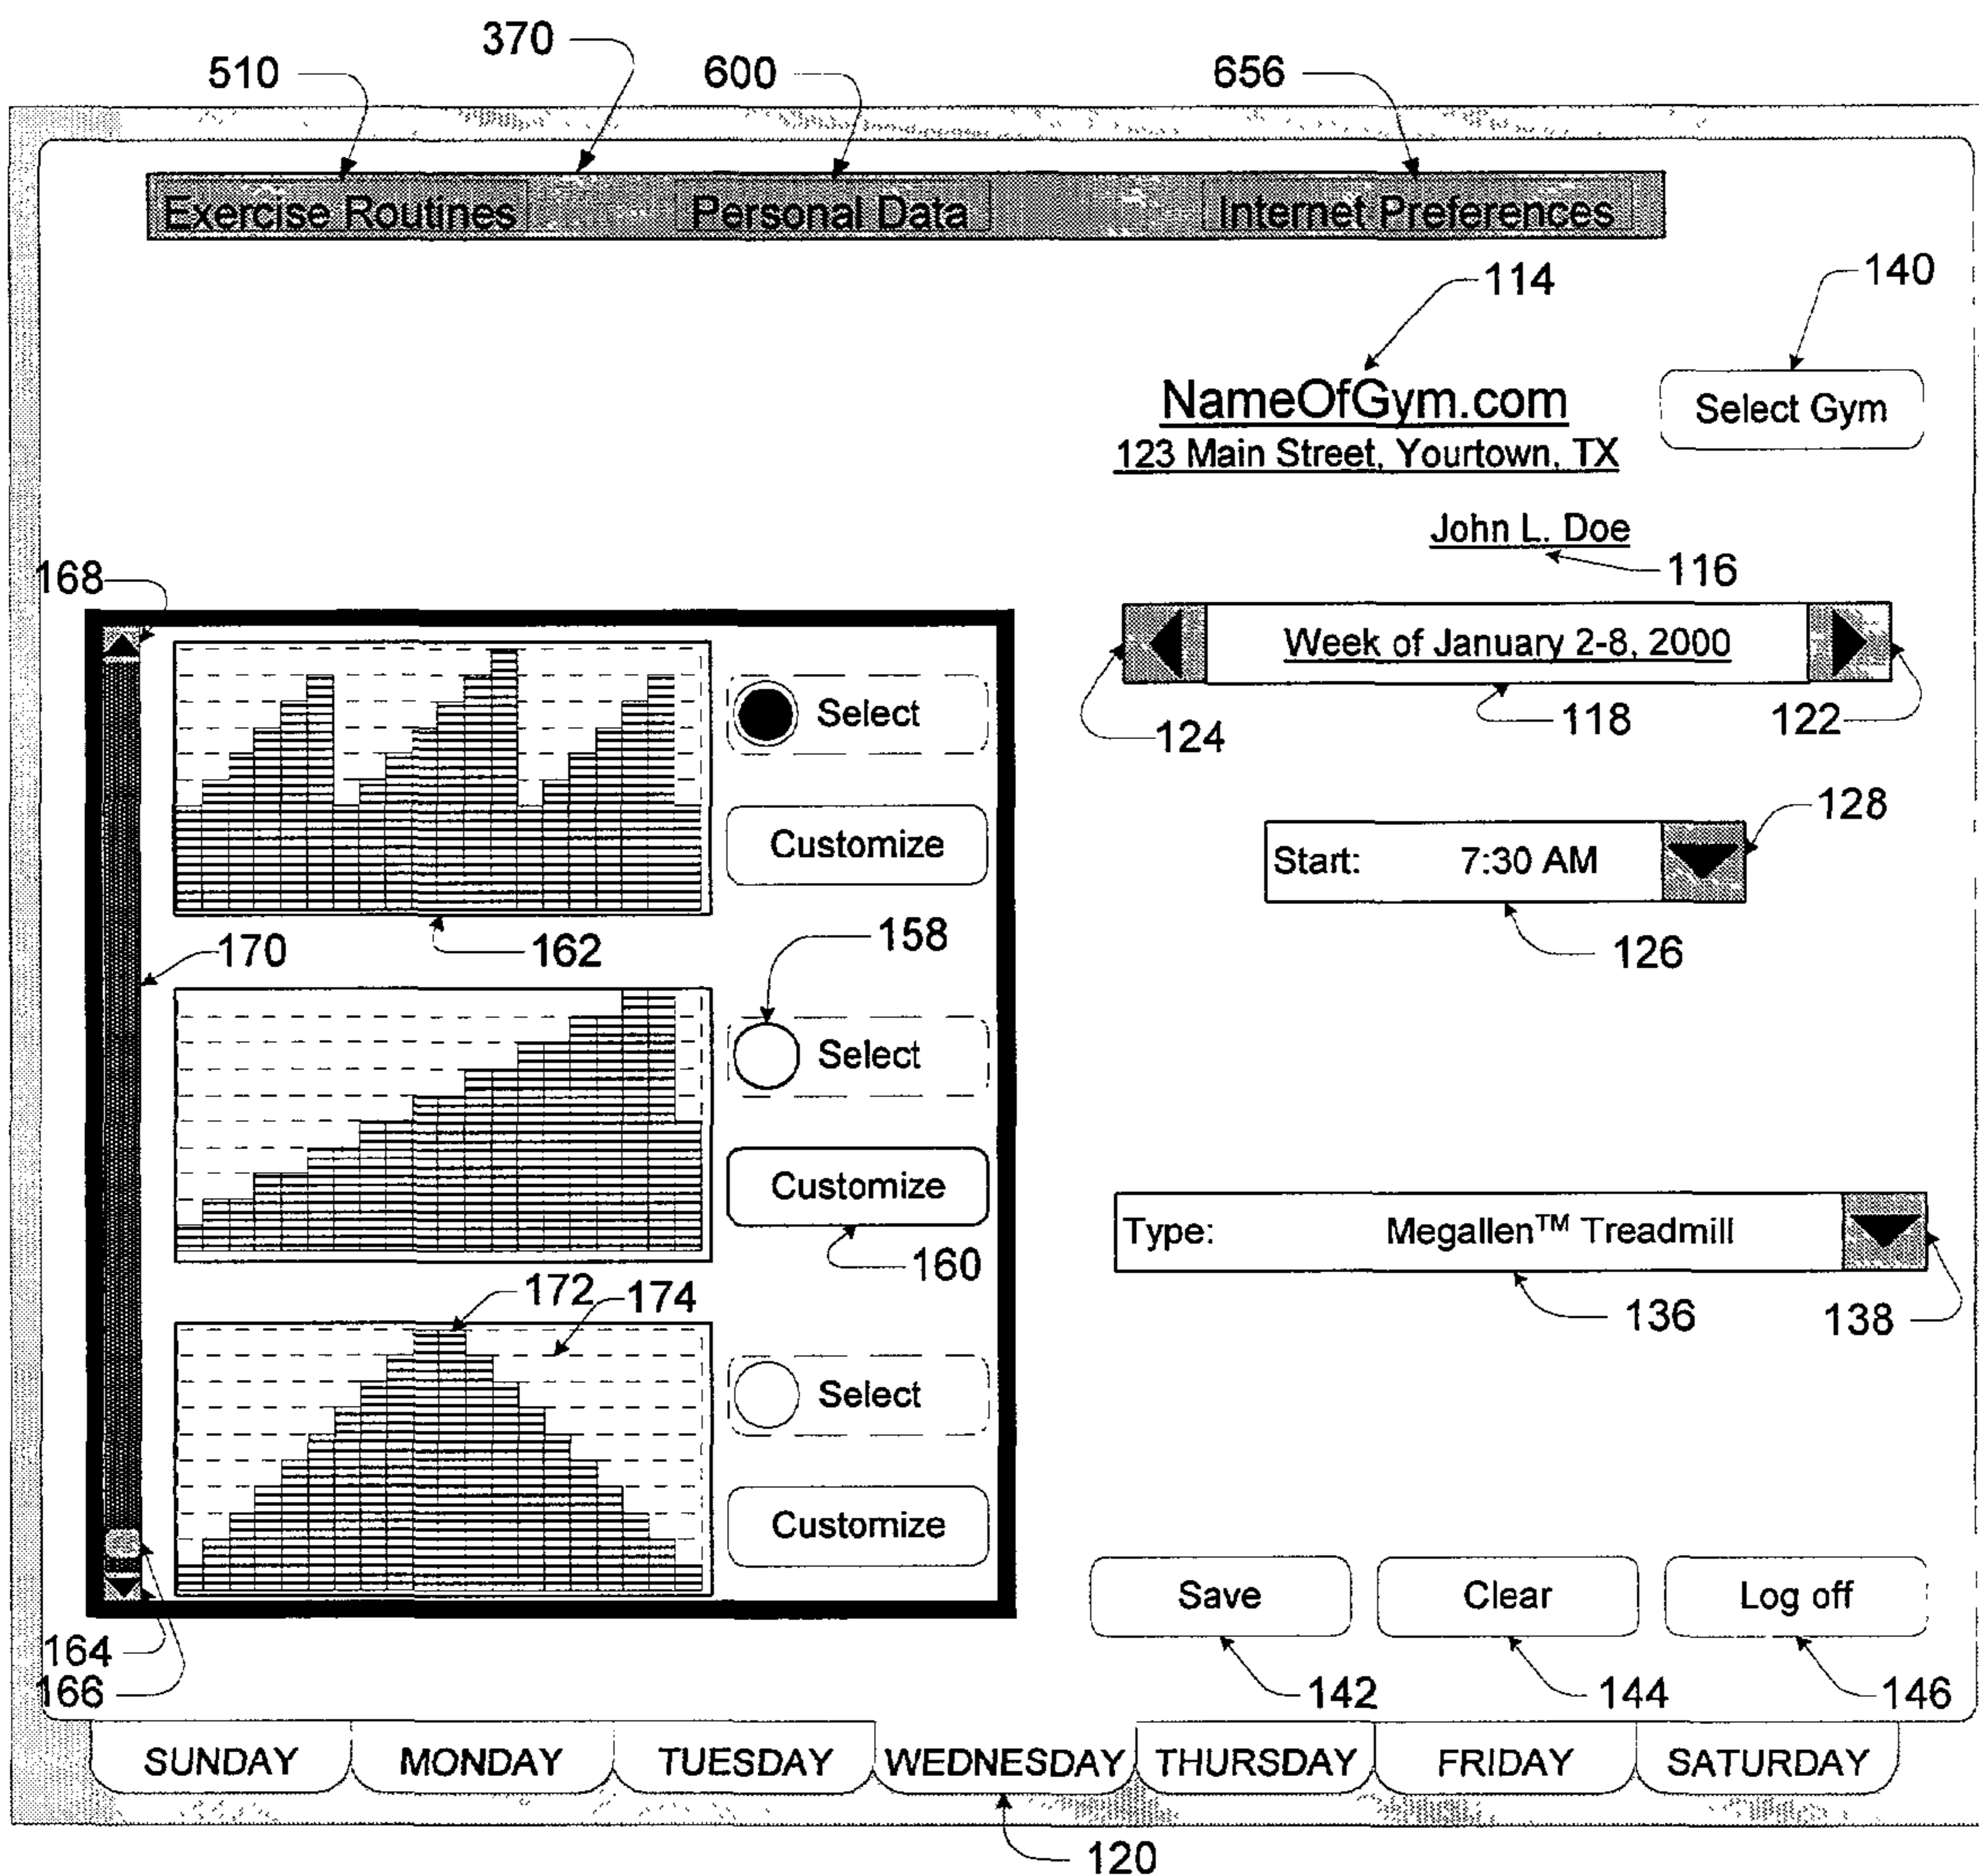 370
510 600 656
Exercise Routines Personal Data Internet Preferences
114 140
NameOfGym.com Select Gym
123 Main Street, Yourtown, TX
John L. Doe
168 116
Week of January 2-8, 2000
Select
124 118 122
128
Customize Start: 7:30 AM
170 162 158 126
Select
Customize Type: Megallen™ Treadmill
160
172 174 136 138
Select
Customize
Save Clear Log off
164
166 142 144 146
SUNDAY MONDAY TUESDAY WEDNESDAY THURSDAY FRIDAY SATURDAY
120